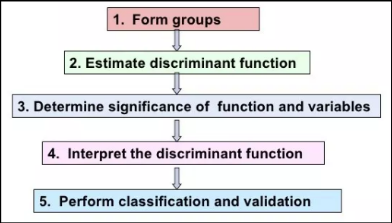 1. Form groups
2. Estimate discriminant function
3. Determine significance of function and variables
4. Interpret the discriminant function
5. Perform classification and validation